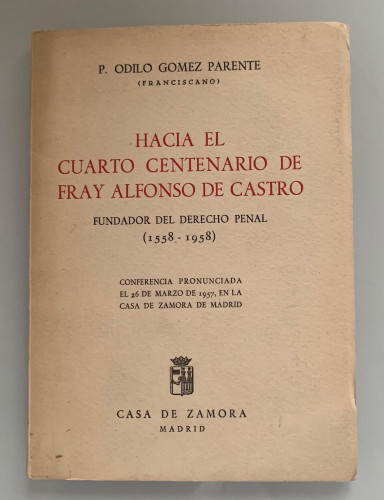 P. ODILO GOMEZ PARENTE
(FRANCISCANO)
HACIA EL
CUARTO CENTENARIO DE
FRAY ALFONSO DE CASTRO
FUNDADOR DEL DERECHO PENAL
(1558-1958)
CONFERENCIA PRONUNCIADA
EL 26 DE MARZO DE 1957, EN LA
CASA DE ZAMORA DE MADRID
CASA DE ZAMORA
MADRID